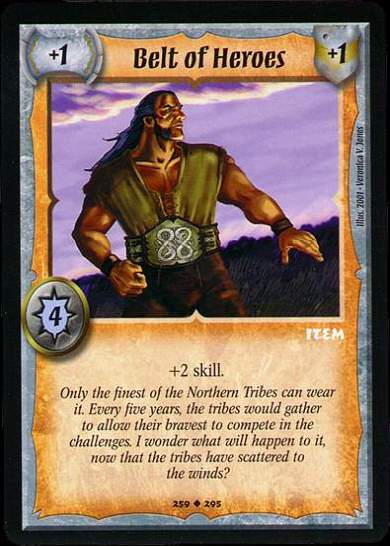 +1
Belt of Heroes
+1
Illus. 2001 • Veronica V. Jones
4
ITEM
+2 skill.
Only the finest of the Northern Tribes can wear
it. Every five years, the tribes would gather
to allow their bravest to compete in the
challenges. I wonder what will happen to it,
now that the tribes have scattered to
the winds?
259 ◆ 295